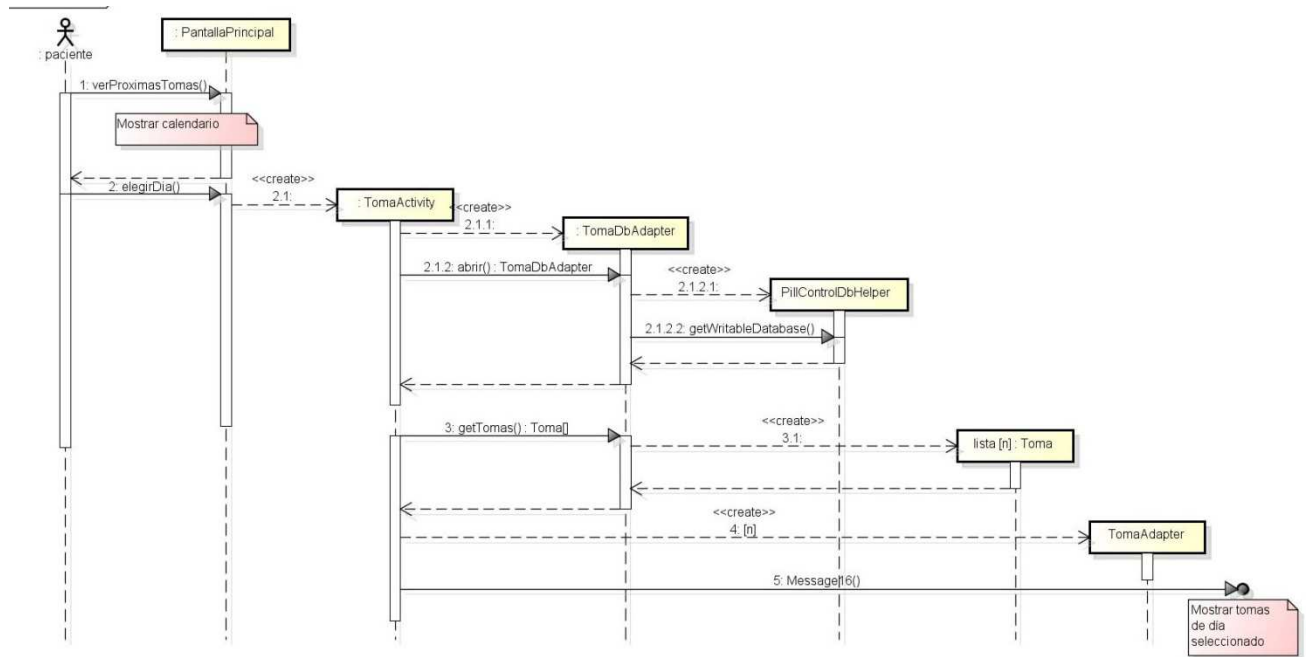 : paciente
: PantallaPrincipal
1: verProximasTomas()
Mostrar calendario
2: elegirDia()
<<create>>
2.1:
: TomaActivity
<<create>>
2.1.1:
: TomaDbAdapter
2.1.2: abrir() : TomaDbAdapter
<<create>>
2.1.2.1:
PillControlDbHelper
2.1.2.2: getWritableDatabase()
3: getTomas() : Toma[]
<<create>>
3.1:
lista [n] : Toma
<<create>>
4: [n]
TomaAdapter
5: Message16()
Mostrar tomas
de dia
seleccionado